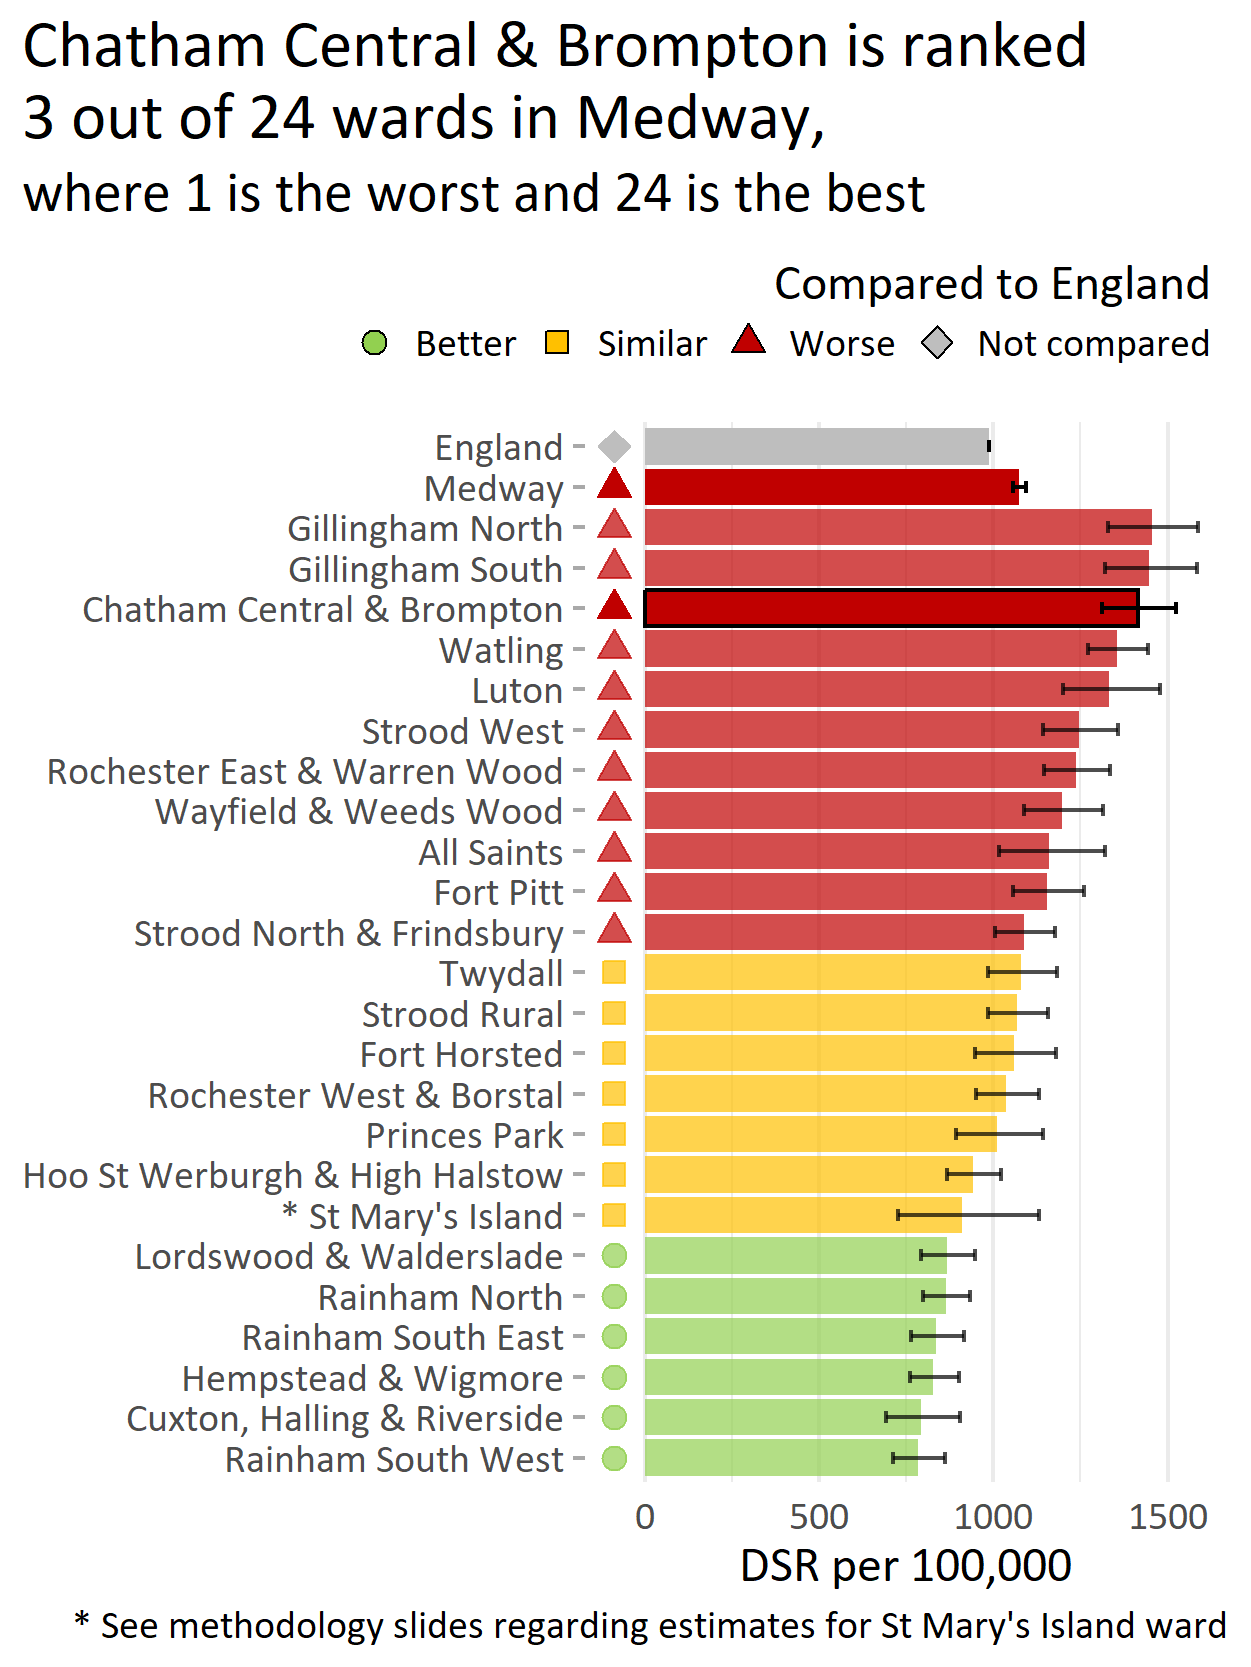 Chatham Central & Brompton is ranked
3 out of 24 wards in Medway,
where 1 is the worst and 24 is the best
Compared to England
Better Similar Worse Not compared
England
Medway
Gillingham North
Gillingham South
Chatham Central & Brompton
Watling
Luton
Strood West
Rochester East & Warren Wood
Wayfield & Weeds Wood
All Saints
Fort Pitt
Strood North & Frindsbury
Twydall
Strood Rural
Fort Horsted
Rochester West & Borstal
Princes Park
Hoo St Werburgh & High Halstow
* St Mary's Island
Lordswood & Walderslade
Rainham North
Rainham South East
Hempstead & Wigmore
Cuxton, Halling & Riverside
Rainham South West
0 500 1000 1500
DSR per 100,000
* See methodology slides regarding estimates for St Mary's Island ward